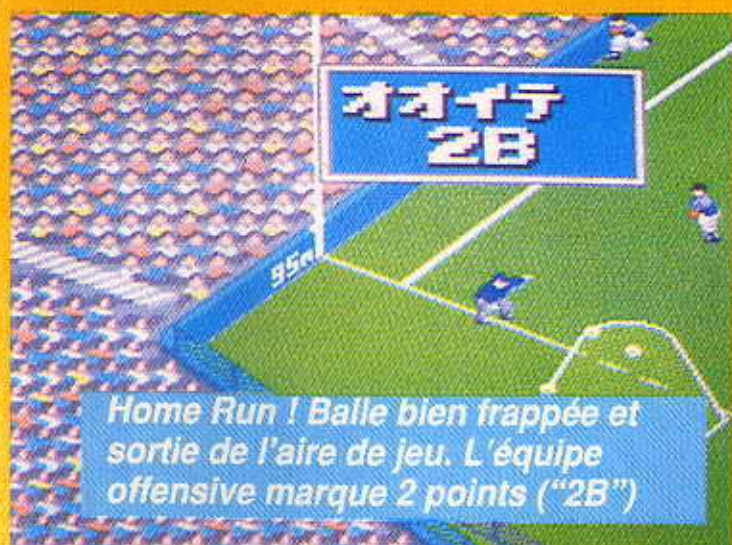 オオイテ
2B
95m
Home Run ! Balle bien frappée et
sortie de l'aire de jeu. L'équipe
offensive marque 2 points (“2B”)